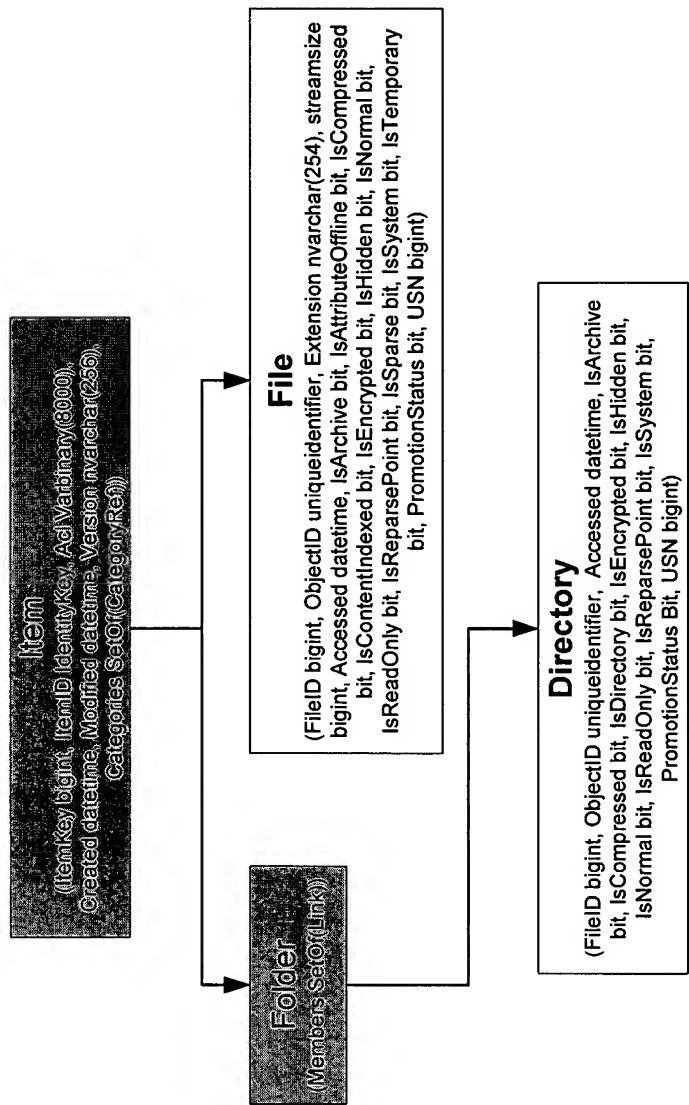 Item
(ItemKey bigint, ItemID IdentityKey, Acl Varbinary(8000),
Created datetime, Modified datetime, Version nvarchar(256),
Categories SetOf(CategoryRef))
Folder
(Members SetOf(Link))
File
(FileID bigint, ObjectID uniqueidentifier, Extension nvarchar(254), streamsize
bigint, Accessed datetime, IsArchive bit, IsAttributeOffline bit, IsCompressed
bit, IsContentIndexed bit, IsEncrypted bit, IsHidden bit, IsNormal bit,
IsReadOnly bit, IsReparsePoint bit, IsSparse bit, IsSystem bit, IsTemporary
bit, PromotionStatus bit, USN bigint)
Directory
(FileID bigint, ObjectID uniqueidentifier, Accessed datetime, IsArchive
bit, IsCompressed bit, IsDirectory bit, IsEncrypted bit, IsHidden bit,
IsNormal bit, IsReadOnly bit, IsReparsePoint bit, IsSystem bit,
PromotionStatus Bit, USN bigint)